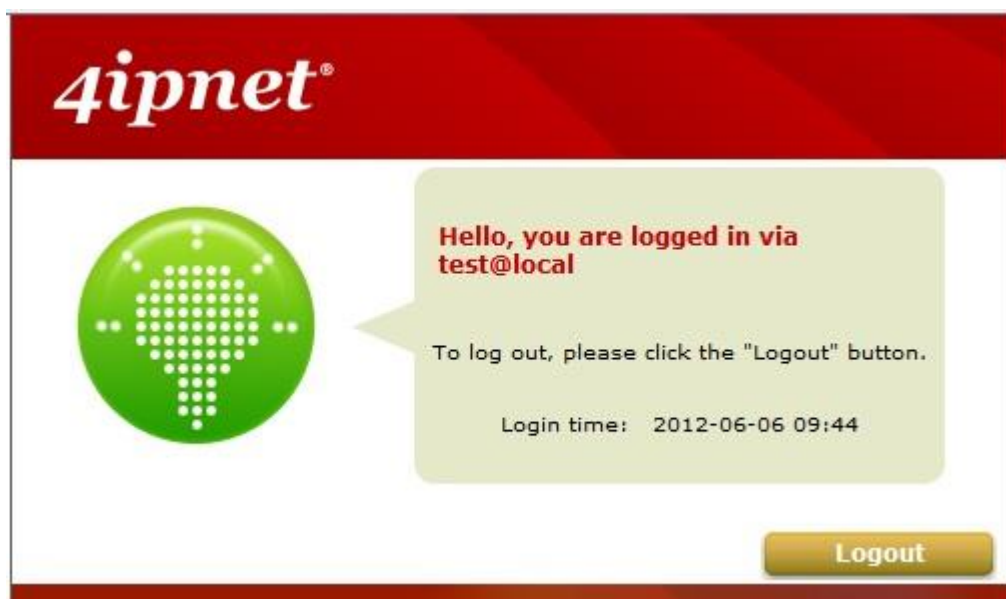 4ipnet®
Hello, you are logged in via
test@local
To log out, please click the "Logout" button.
Login time: 2012-06-06 09:44
Logout